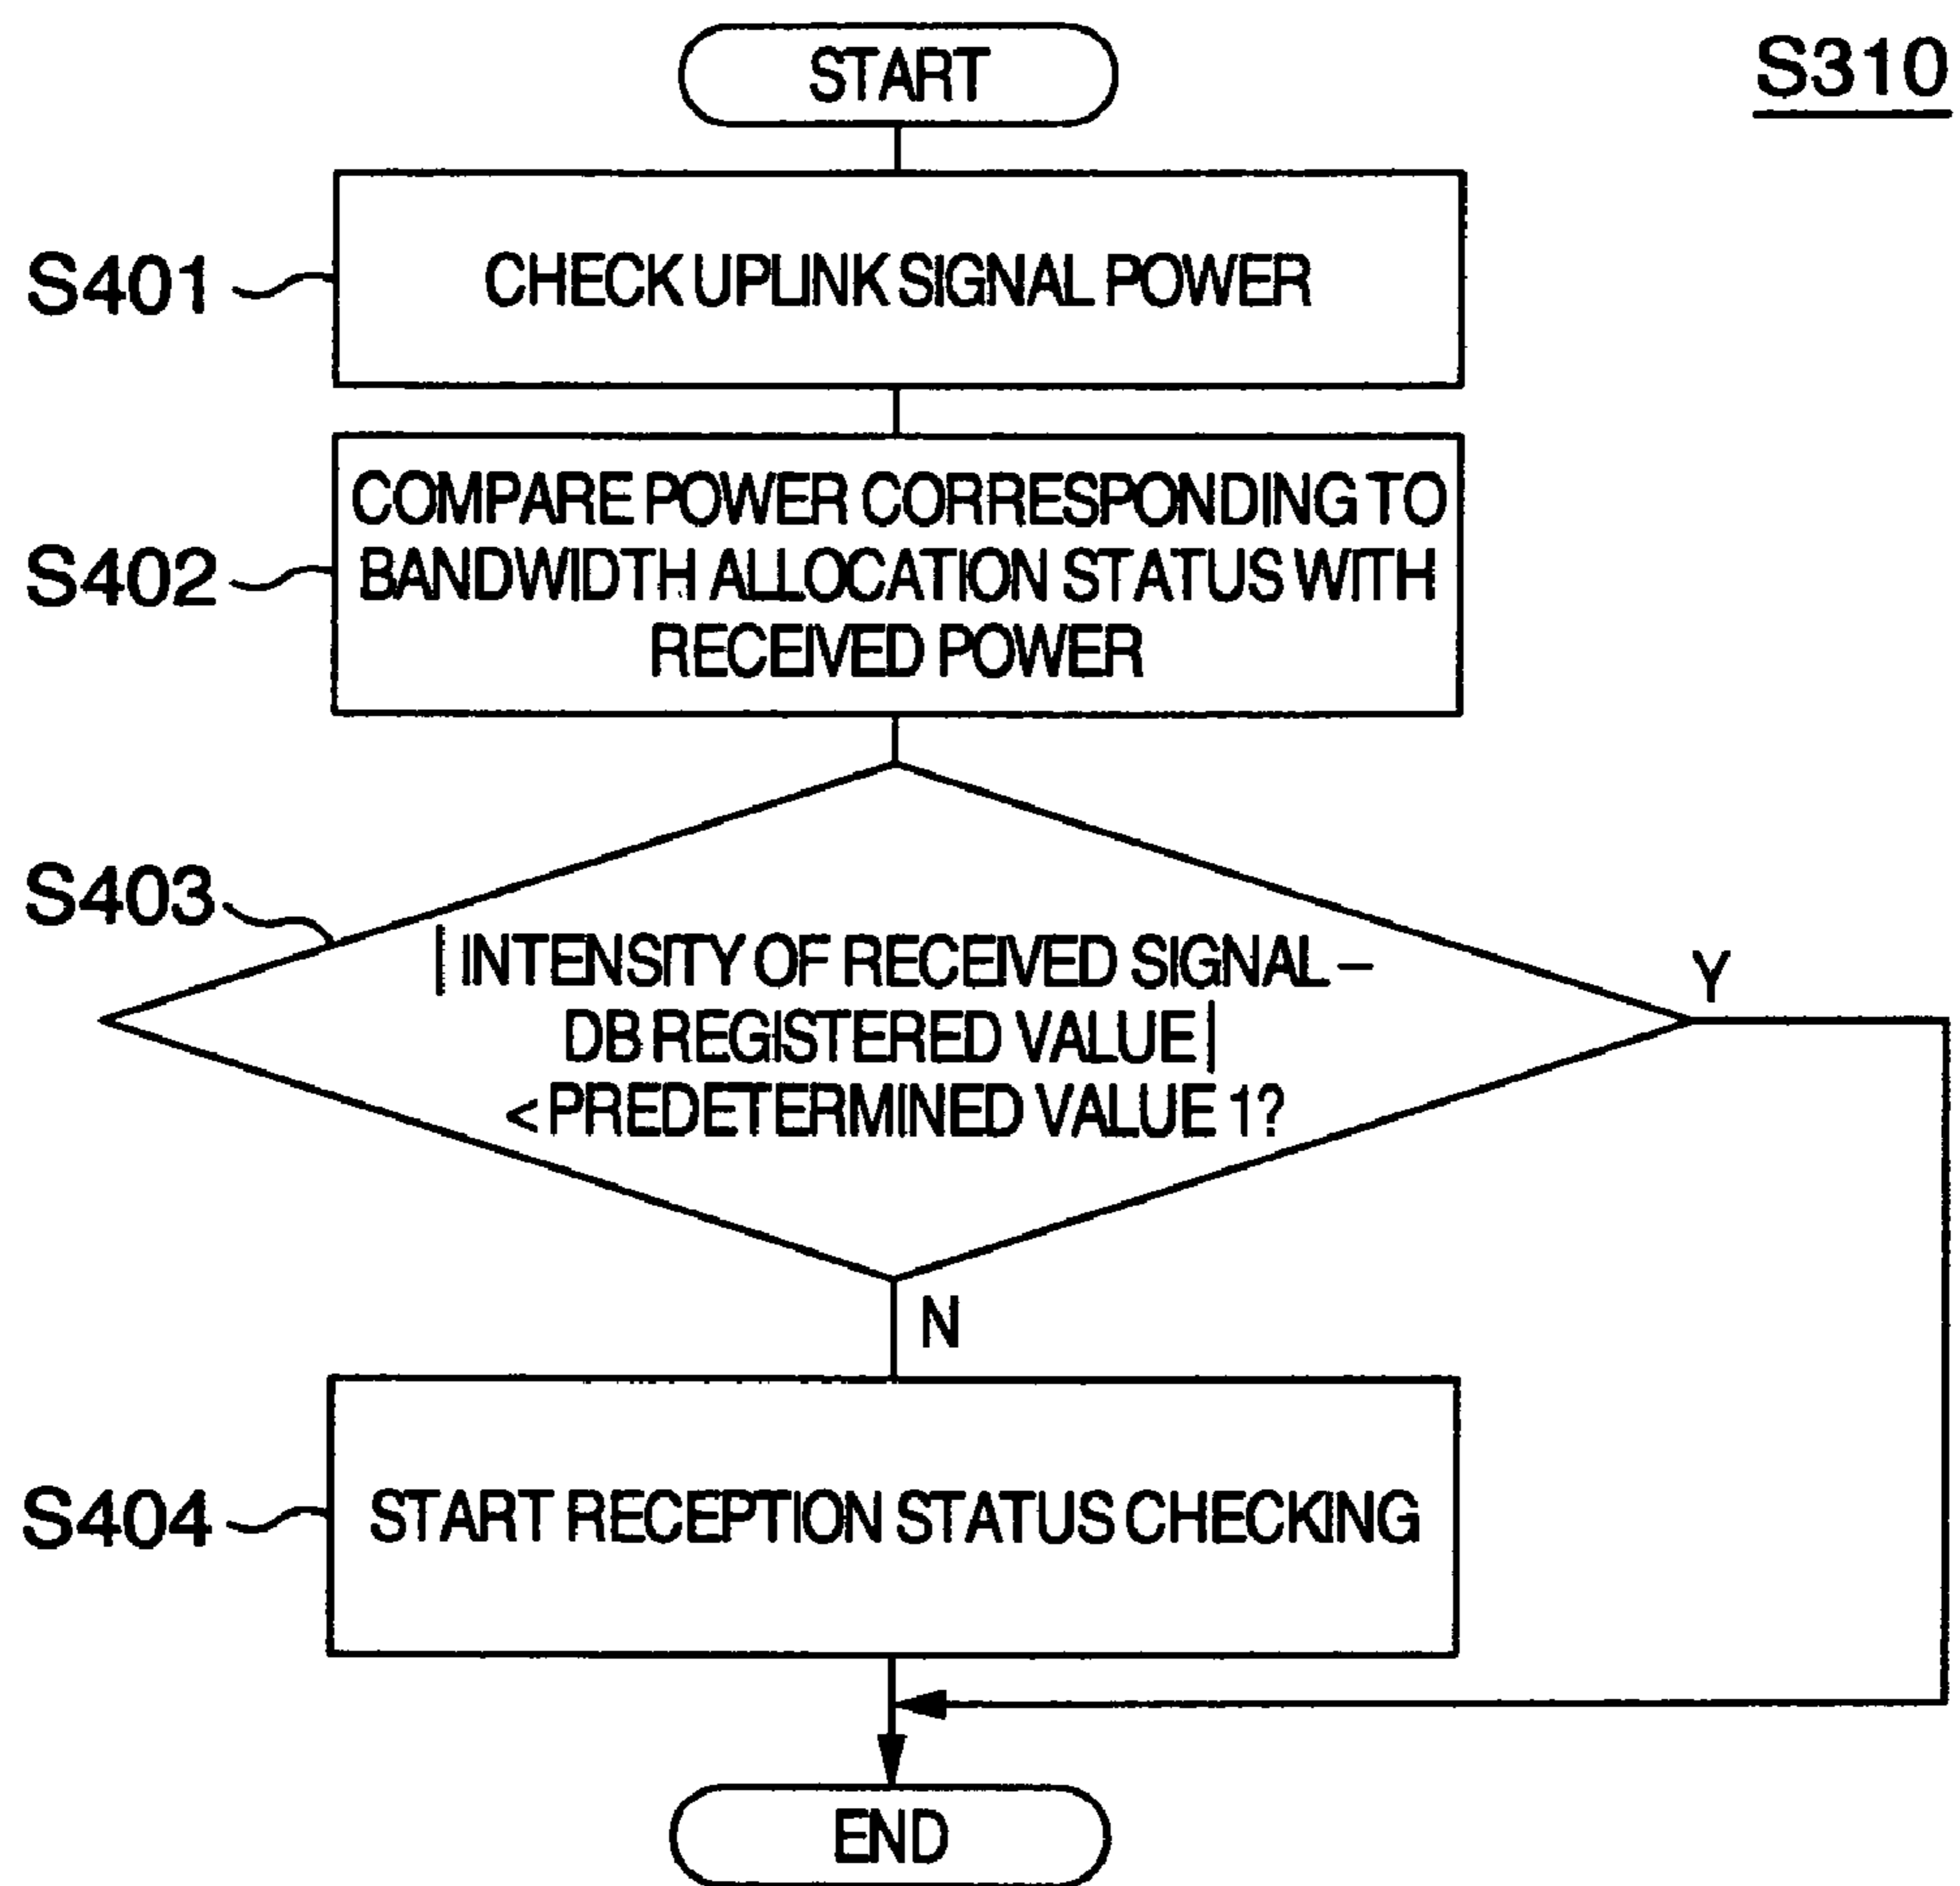 START
S310
S401
CHECK UPLINK SIGNAL POWER
S402
COMPARE POWER CORRESPONDING TO
BANDWIDTH ALLOCATION STATUS WITH
RECEIVED POWER
S403
| INTENSITY OF RECEIVED SIGNAL –
DB REGISTERED VALUE |
< PREDETERMINED VALUE 1?
Y
N
S404
START RECEPTION STATUS CHECKING
END